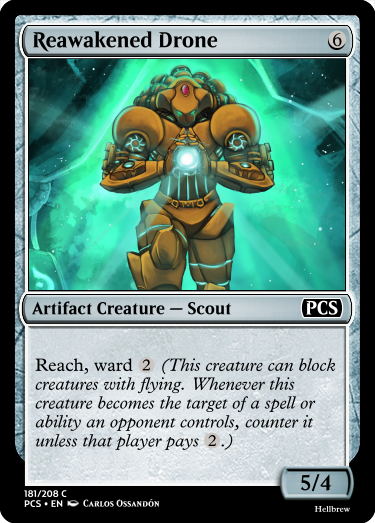 Reawakened Drone 6
Artifact Creature — Scout PCS
Reach, ward 2 (This creature can block
creatures with flying. Whenever this
creature becomes the target of a spell or
ability an opponent controls, counter it
unless that player pays 2.)
5/4
181/208 C
PCS • EN Carlos Ossandón
Hellbrew